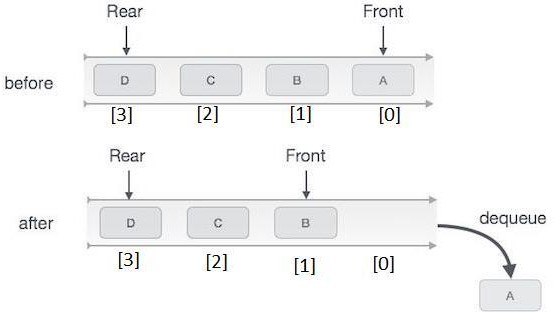 Rear Front
before D C B A
[3] [2] [1] [0]
Rear Front
after D C B dequeue
[3] [2] [1] [0]
A